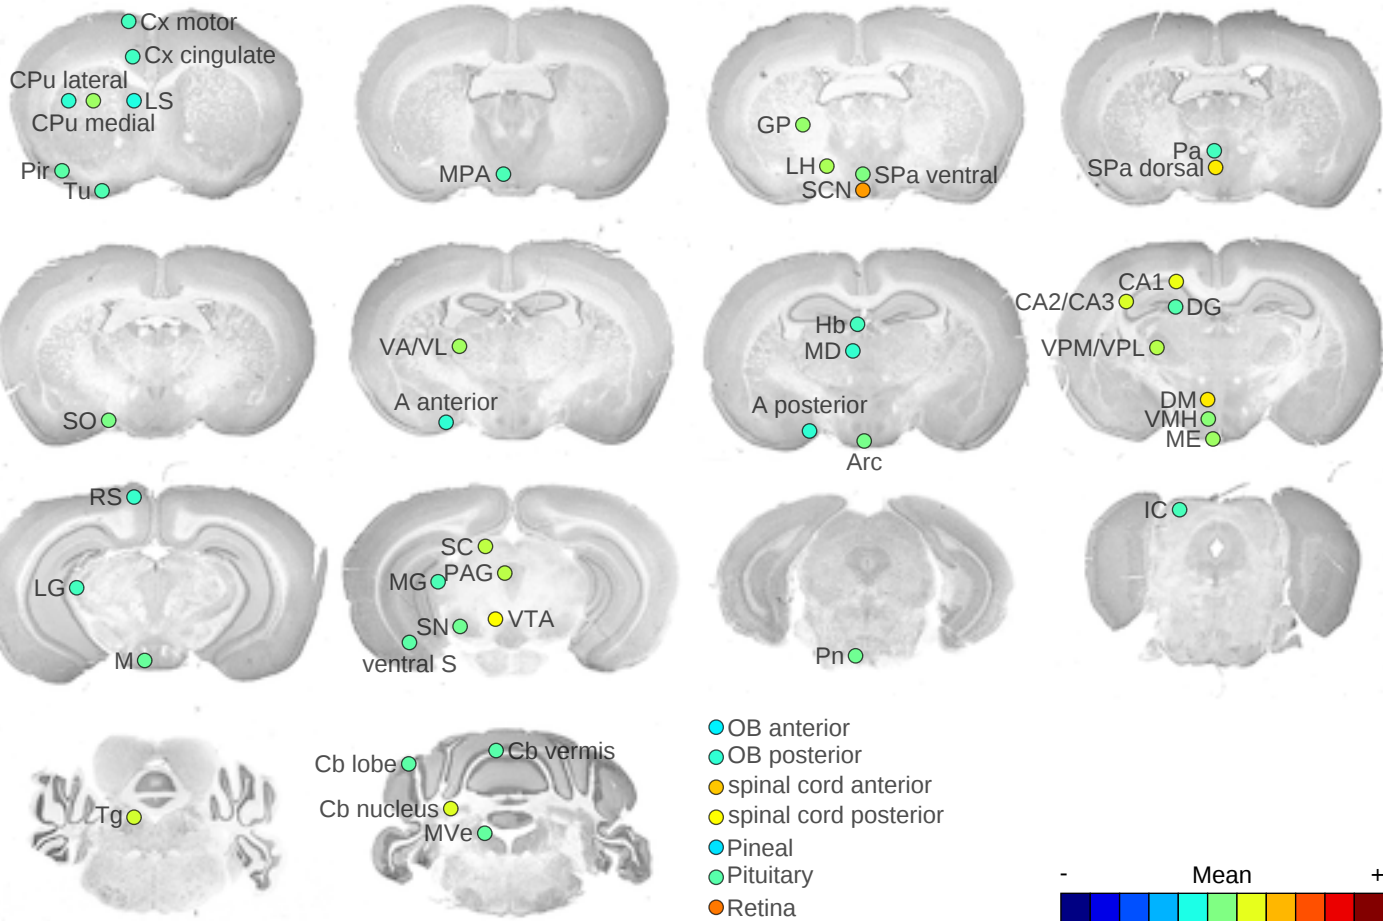 Cx motor
Cx cingulate
CPu lateral
LS
CPu medial
Pir
Tu
MPA
GP
LH
SPa ventral
SCN
Pa
SPa dorsal
SO
VA/VL
A anterior
Hb
MD
A posterior
Arc
CA1
CA2/CA3
DG
VPM/VPL
DM
VMH
ME
RS
LG
M
SC
PAG
MG
VTA
SN
ventral S
Pn
IC
Tg
Cb vermis
Cb lobe
Cb nucleus
MVe
OB anterior
OB posterior
spinal cord anterior
spinal cord posterior
Pineal
Pituitary
Retina
- Mean +